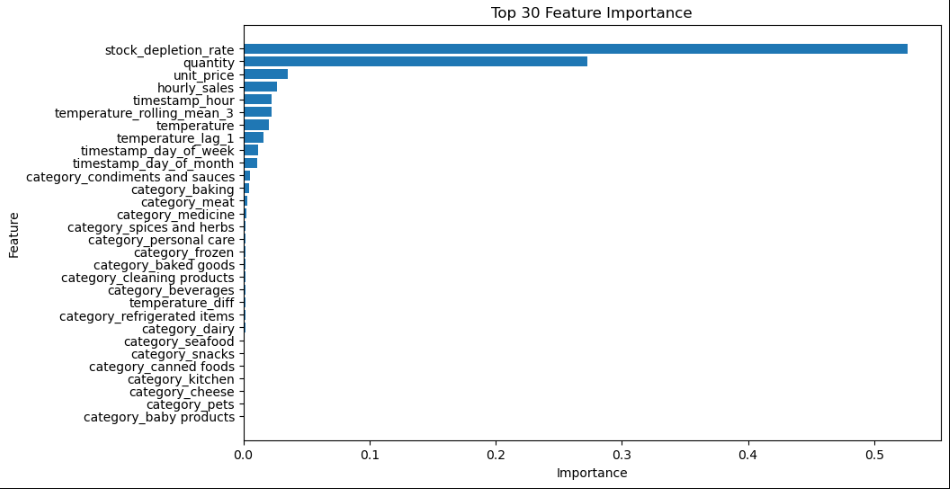 Top 30 Feature Importance
stock_depletion_rate
quantity
unit_price
hourly_sales
timestamp_hour
temperature_rolling_mean_3
temperature
temperature_lag_1
timestamp_day_of_week
timestamp_day_of_month
category_condiments and sauces
category_baking
category_meat
category_medicine
category_spices and herbs
category_personal care
category_frozen
category_baked goods
category_cleaning products
category_beverages
temperature_diff
category_refrigerated items
category_dairy
category_seafood
category_snacks
category_canned foods
category_kitchen
category_cheese
category_pets
category_baby products
Feature
0.0 0.1 0.2 0.3 0.4 0.5
Importance